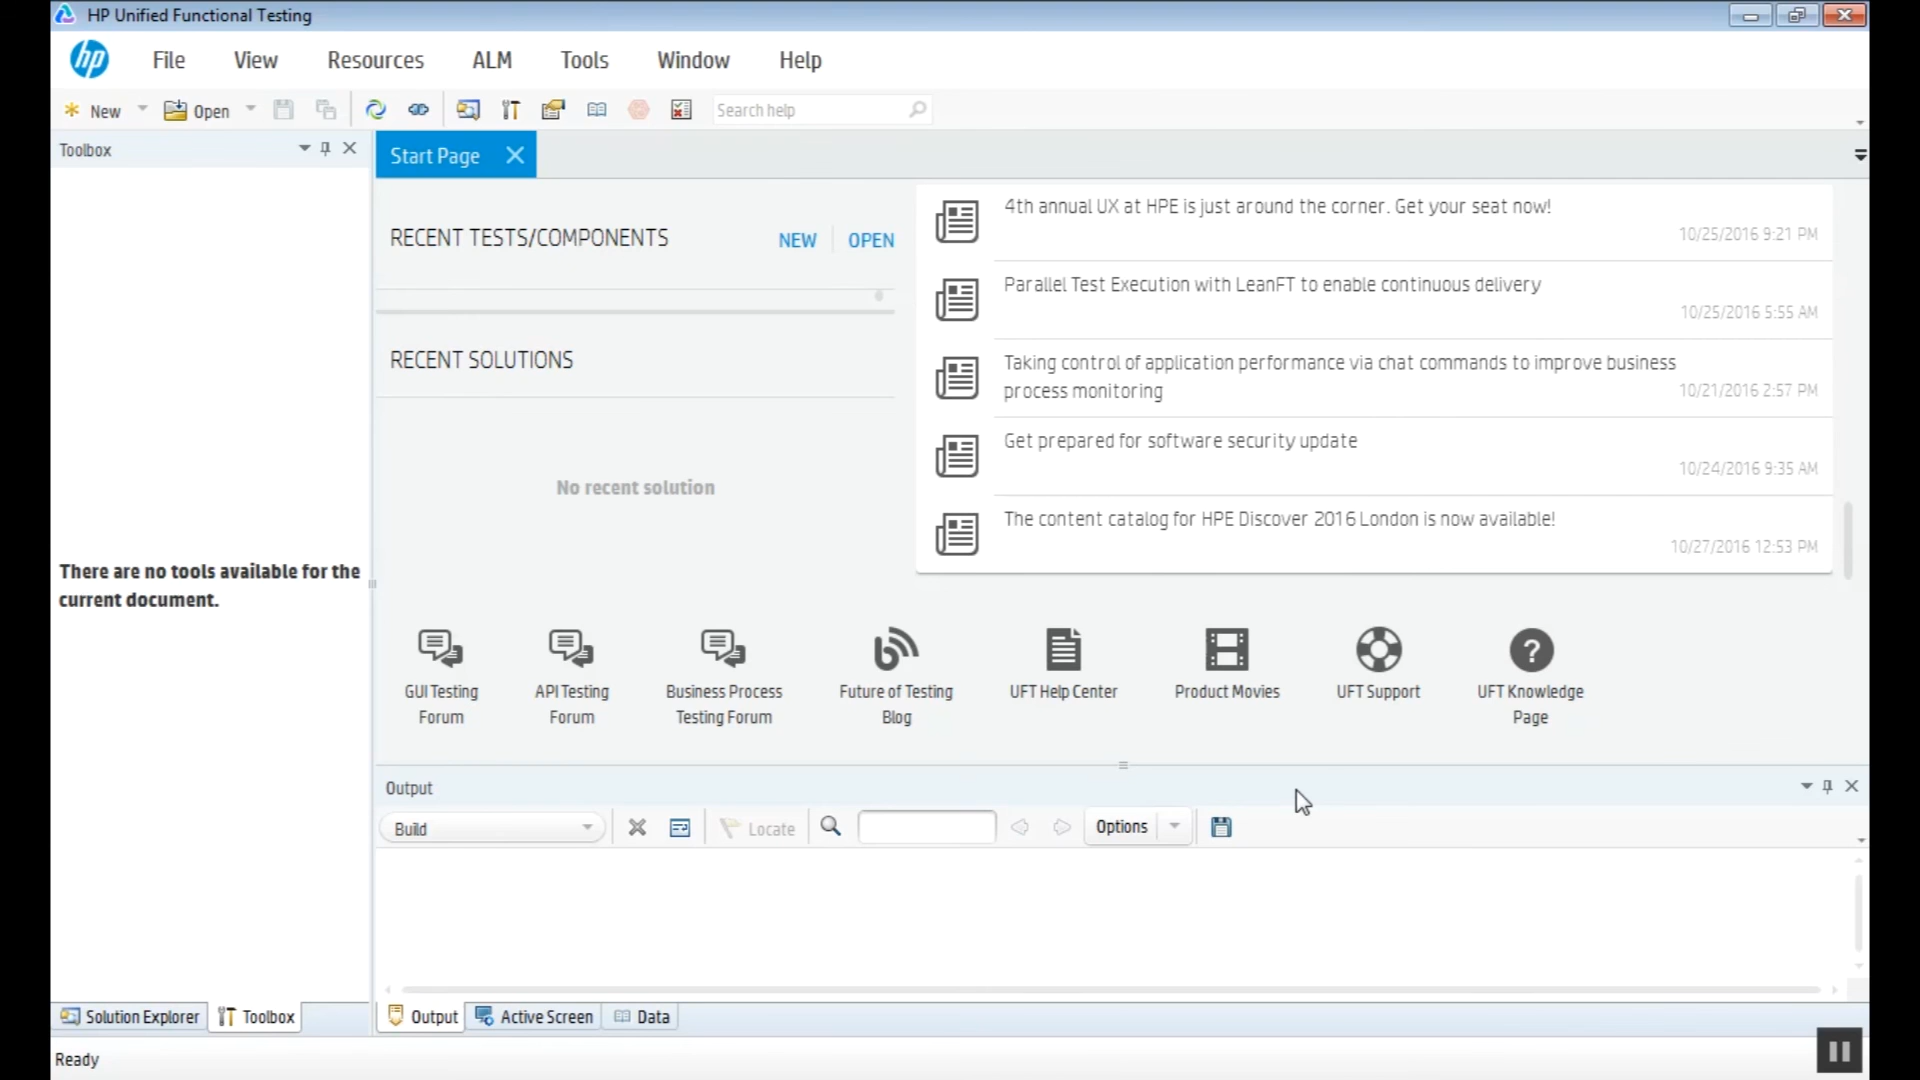 HP Unified Functional Testing
hp
File View Resources ALM Tools Window Help
New Open Search help
Toolbox
Start Page
RECENT TESTS/COMPONENTS NEW OPEN
RECENT SOLUTIONS
No recent solution
There are no tools available for the
current document.
4th annual UX at HPE is just around the corner. Get your seat now!
10/25/2016 9:21 PM
Parallel Test Execution with LeanFT to enable continuous delivery
10/25/2016 5:55 AM
Taking control of application performance via chat commands to improve business
process monitoring
10/21/2016 2:57 PM
Get prepared for software security update
10/24/2016 9:35 AM
The content catalog for HPE Discover 2016 London is now available!
10/27/2016 12:53 PM
GUI Testing
Forum
API Testing
Forum
Business Process
Testing Forum
Future of Testing
Blog
UFT Help Center
Product Movies
UFT Support
UFT Knowledge
Page
Output
Build Locate Options
Solution Explorer Toolbox Output Active Screen Data
Ready